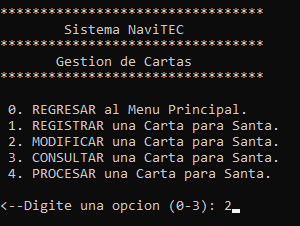 *********************************
Sistema NaviTEC
*********************************
Gestion de Cartas
*********************************
0. REGRESAR al Menu Principal.
1. REGISTRAR una Carta para Santa.
2. MODIFICAR una Carta para Santa.
3. CONSULTAR una Carta para Santa.
4. PROCESAR una Carta para Santa.
<--Digite una opcion (0-3): 2_